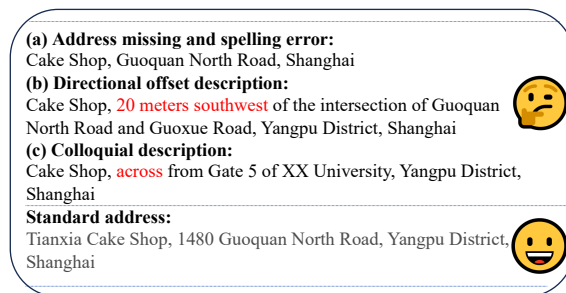 (a) Address missing and spelling error:
Cake Shop, Guoquan North Road, Shanghai
(b) Directional offset description:
Cake Shop, 20 meters southwest of the intersection of Guoquan
North Road and Guoxue Road, Yangpu District, Shanghai
(c) Colloquial description:
Cake Shop, across from Gate 5 of XX University, Yangpu District,
Shanghai
Standard address:
Tianxia Cake Shop, 1480 Guoquan North Road, Yangpu District,
Shanghai